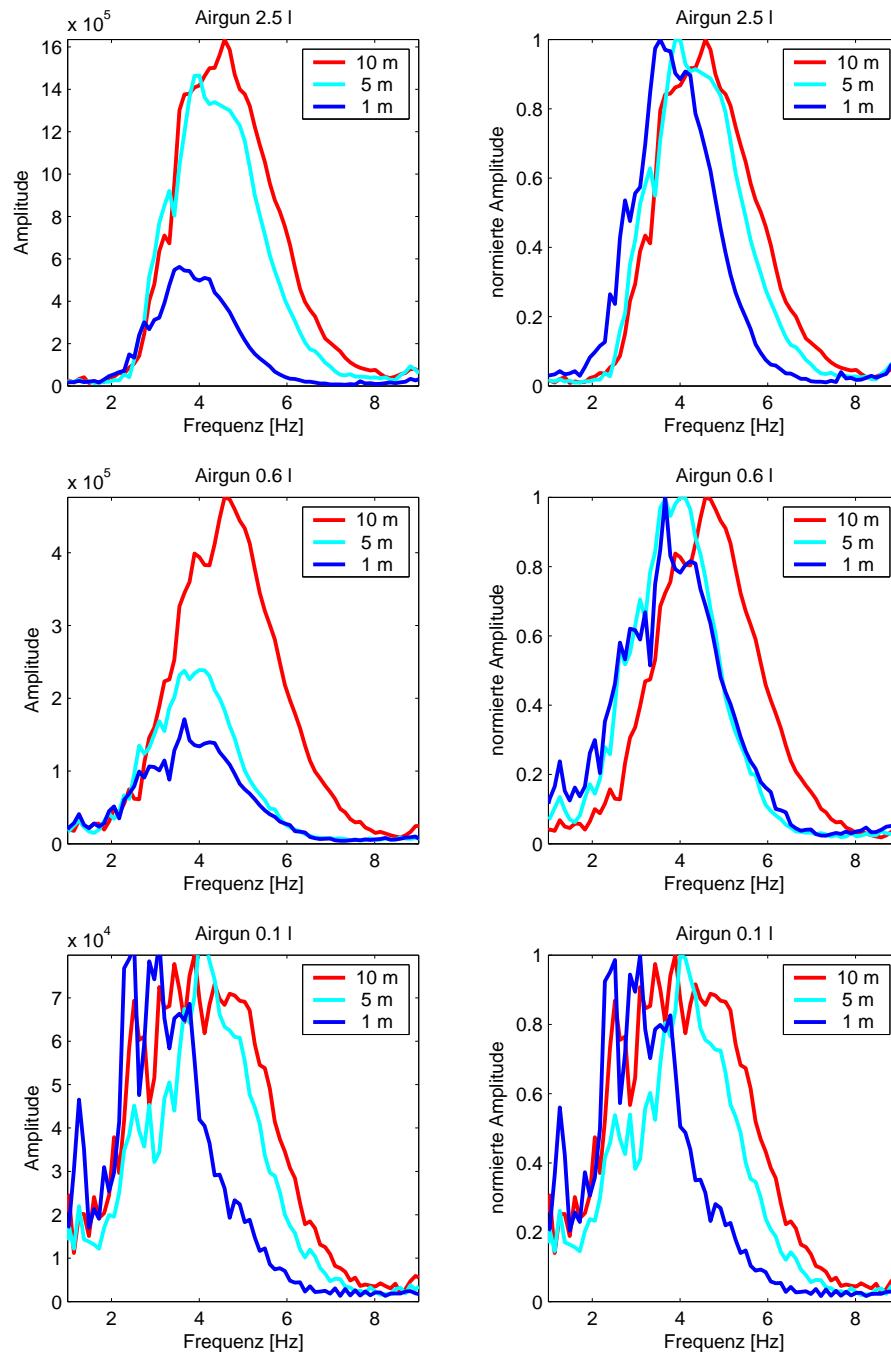 Airgun 2.5 l
x 10^5
16
14
12
10
8
6
4
2
0
Amplitude
2 4 6 8
Frequenz [Hz]
10 m
5 m
1 m
Airgun 2.5 l
1
0.8
0.6
0.4
0.2
0
normierte Amplitude
2 4 6 8
Frequenz [Hz]
10 m
5 m
1 m
Airgun 0.6 l
x 10^5
4
3
2
1
0
Amplitude
2 4 6 8
Frequenz [Hz]
10 m
5 m
1 m
Airgun 0.6 l
1
0.8
0.6
0.4
0.2
0
normierte Amplitude
2 4 6 8
Frequenz [Hz]
10 m
5 m
1 m
Airgun 0.1 l
x 10^4
7
6
5
4
3
2
1
0
Amplitude
2 4 6 8
Frequenz [Hz]
10 m
5 m
1 m
Airgun 0.1 l
1
0.8
0.6
0.4
0.2
0
normierte Amplitude
2 4 6 8
Frequenz [Hz]
10 m
5 m
1 m